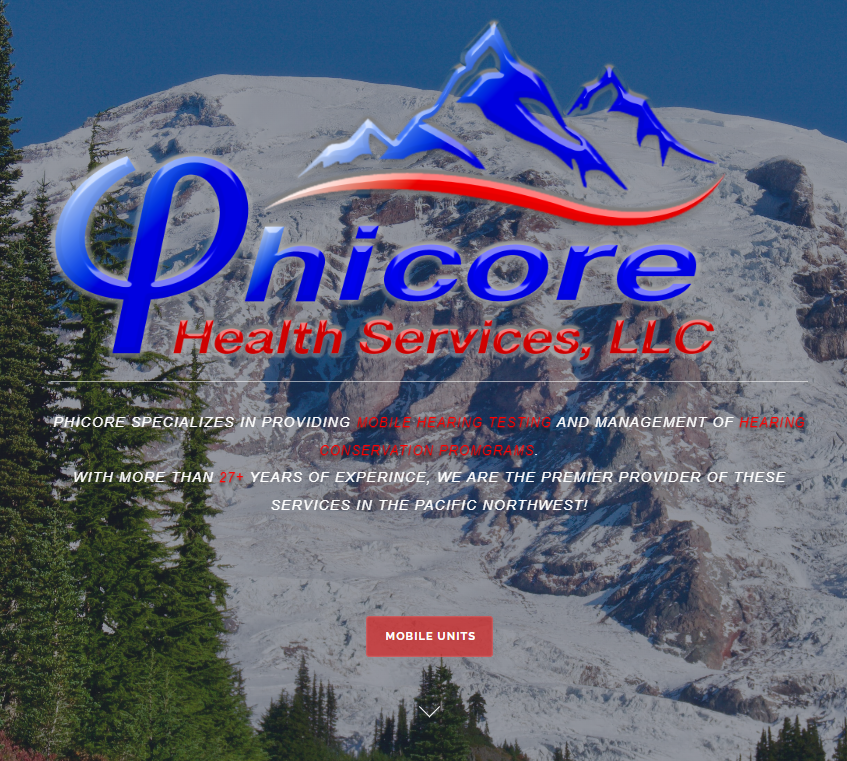 φhicore
Health Services, LLC
PHICORE SPECIALIZES IN PROVIDING MOBILE HEARING TESTING AND MANAGEMENT OF HEARING
CONSERVATION PROMGRAMS.
WITH MORE THAN 27+ YEARS OF EXPERINCE, WE ARE THE PREMIER PROVIDER OF THESE
SERVICES IN THE PACIFIC NORTHWEST!
MOBILE UNITS